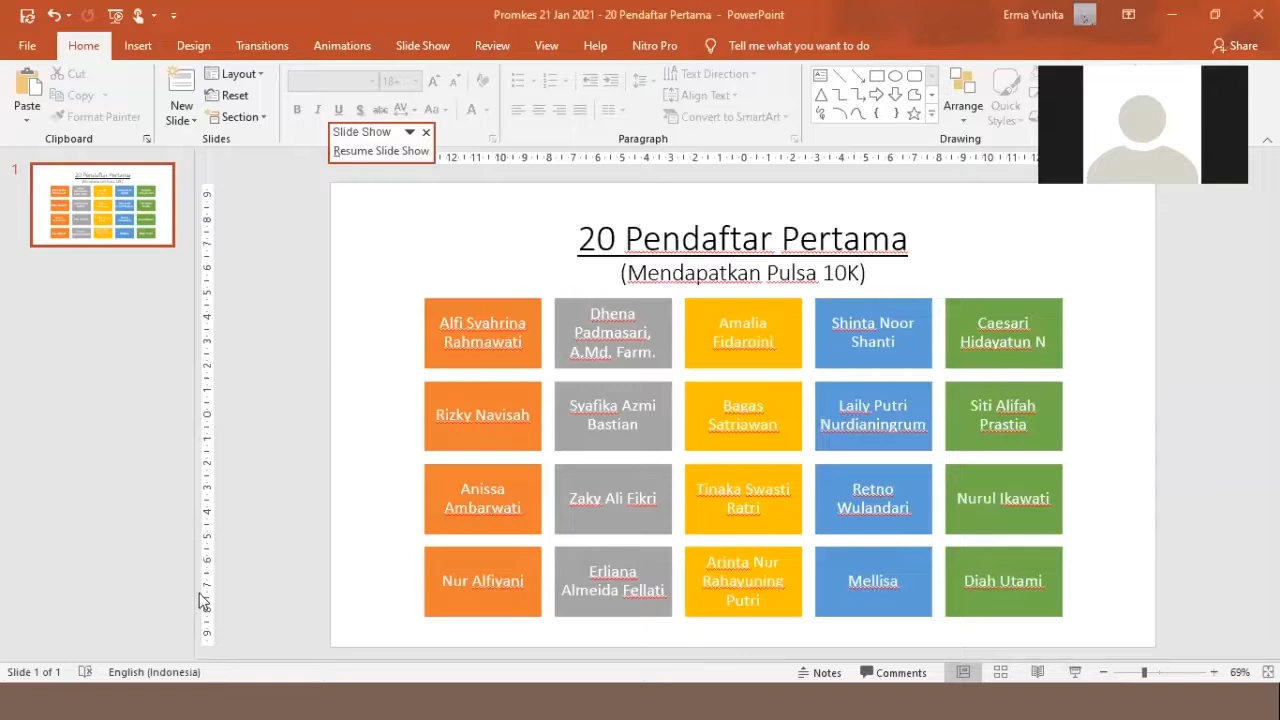 Promkes 21 Jan 2021 - 20 Pendaftar Pertama - PowerPoint
Erma Yunita
File Home Insert Design Transitions Animations Slide Show Review View Help Nitro Pro Tell me what you want to do Share
Paste
Cut
Copy
Format Painter
Clipboard
New Slide
Layout
Reset
Section
Slides
18+
Slide Show
Resume Slide Show
Text Direction
Align Text
Convert to SmartArt
Paragraph
Arrange
Quick Styles
Drawing
1
20 Pendaftar Pertama
(Mendapatkan Pulsa 10K)
Alfi Syahrina
Rahmawati
Dhena
Padmasari,
A.Md. Farm.
Amalia
Fidaroini
Shinta Noor
Shanti
Caesari
Hidayatun N
Rizky Navisah
Syafika Azmi
Bastian
Bagas
Satriawan
Laily Putri
Nurdianingrum
Siti Alifah
Prastia
Anissa
Ambarwati
Zaky Ali Fikri
Tinaka Swasti
Ratri
Retno
Wulandari
Nurul Ikawati
Nur Alfiyani
Erliana
Almeida Fellati
Arinta Nur
Rahayuning
Putri
Mellisa
Diah Utami
Slide 1 of 1 English (Indonesia) Notes Comments 69%